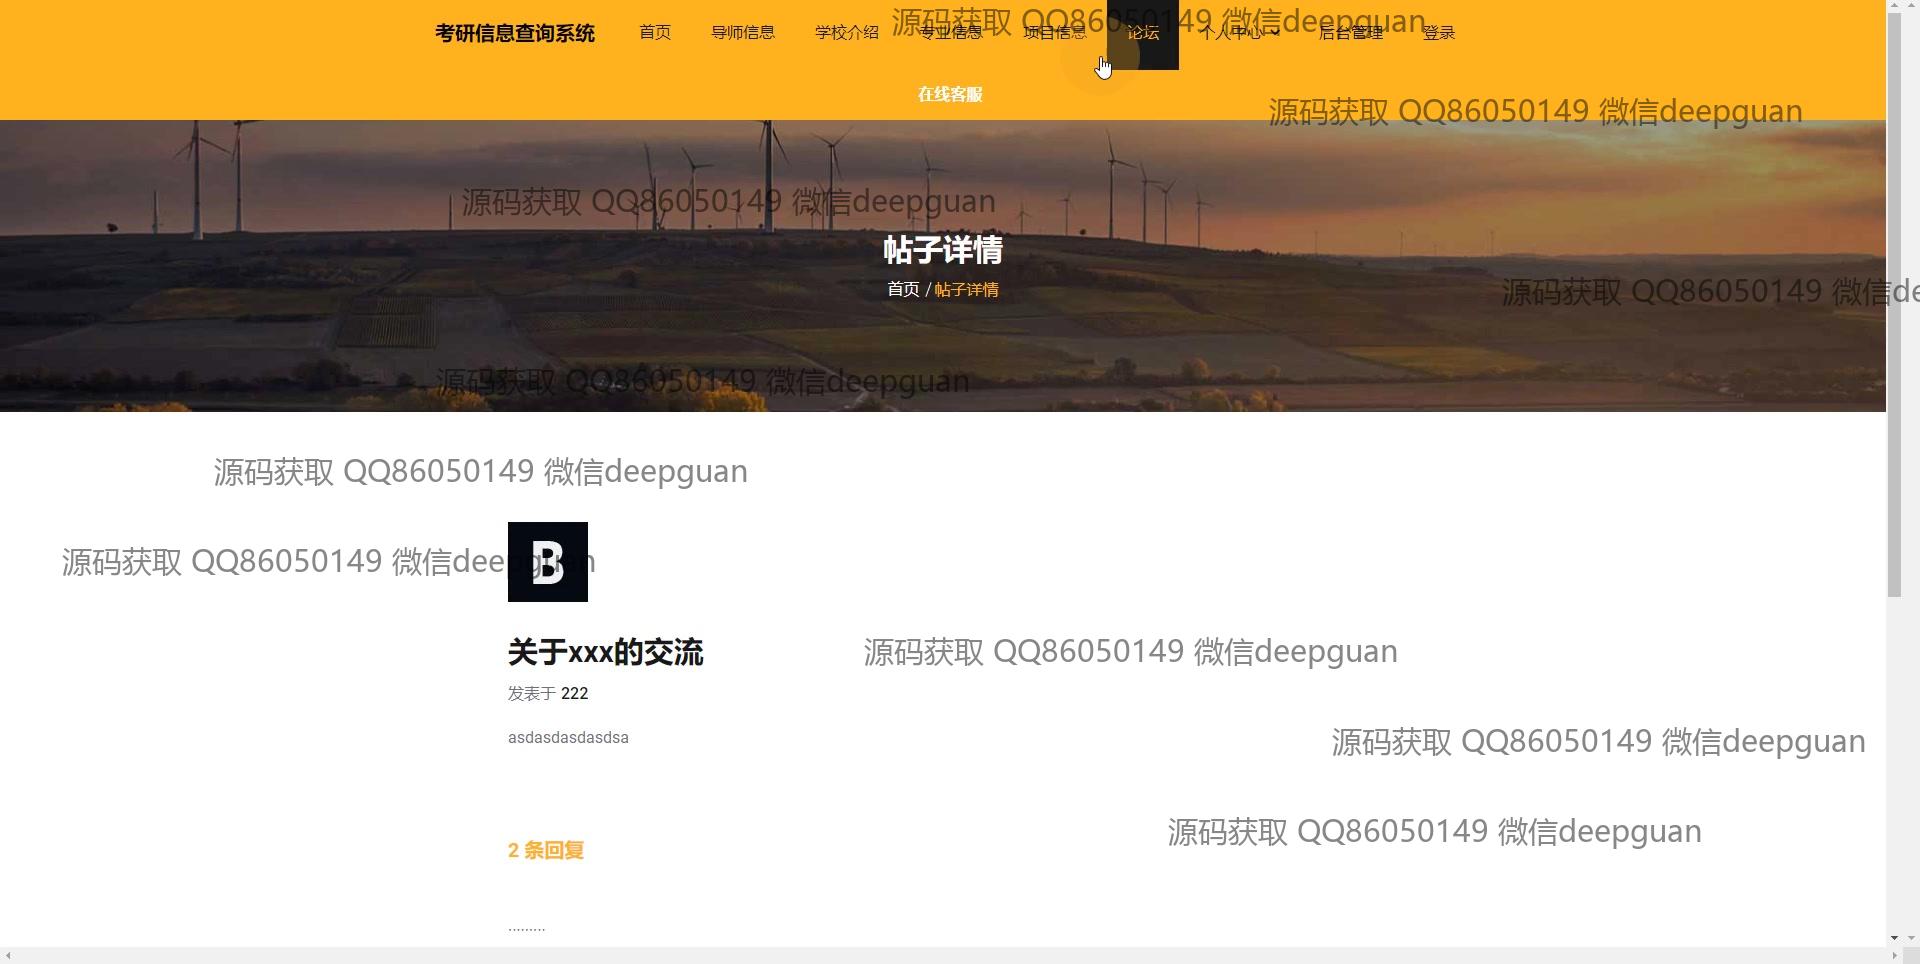 考研信息查询系统 首页 导师信息 学校介绍 专业信息 项目信息 论坛 个人中心 后台管理 登录
源码获取 QQ86050149 微信deepguan
在线客服
源码获取 QQ86050149 微信deepguan
源码获取 QQ86050149 微信deepguan
帖子详情
首页 / 帖子详情
源码获取 QQ86050149 微信de
源码获取 QQ86050149 微信deepguan
源码获取 QQ86050149 微信deepguan
B
源码获取 QQ86050149 微信deepguan
关于xxx的交流
源码获取 QQ86050149 微信deepguan
发表于 222
asdasdasdasdsa
源码获取 QQ86050149 微信deepguan
源码获取 QQ86050149 微信deepguan
2 条回复
.........